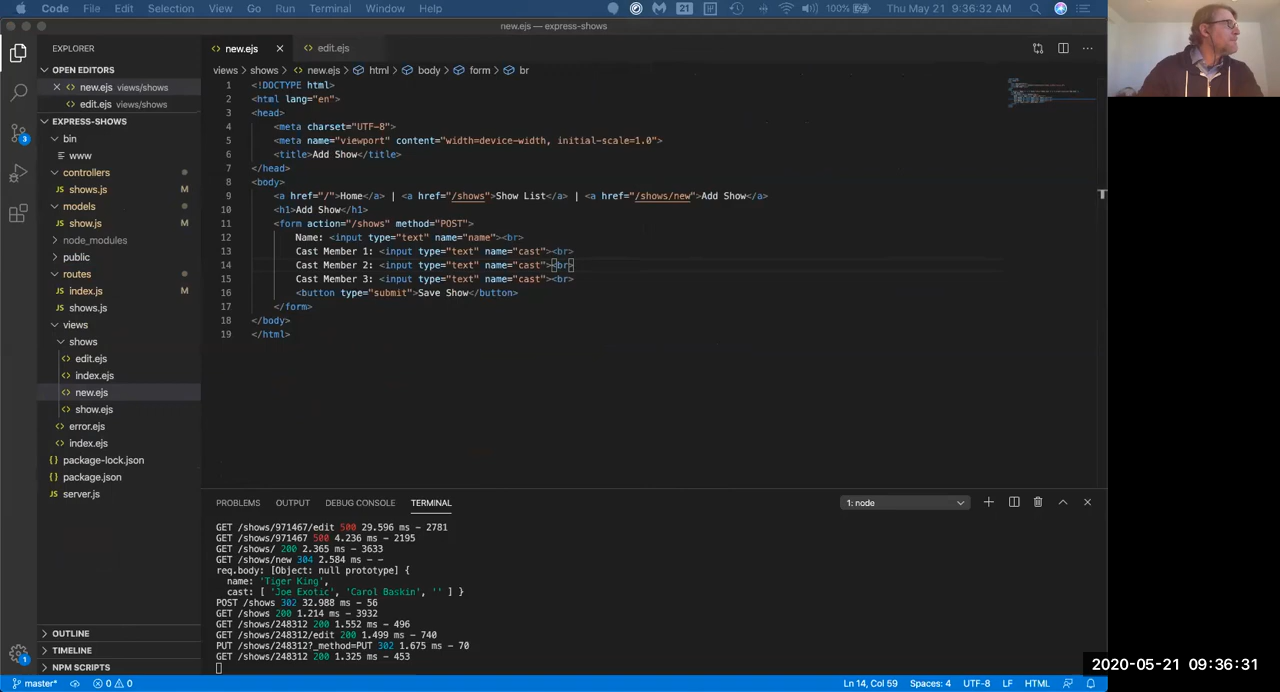 Code File Edit Selection View Go Run Terminal Window Help 21 100% Thu May 21 9:36:32 AM
new.ejs — express-shows
EXPLORER
OPEN EDITORS
new.ejs views/shows
edit.ejs views/shows
EXPRESS-SHOWS
bin
www
controllers
JS shows.js M
models
JS show.js M
node_modules
public
routes
JS index.js M
JS shows.js
views
shows
edit.ejs
index.ejs
new.ejs
show.ejs
error.ejs
index.ejs
package-lock.json
package.json
JS server.js
OUTLINE
TIMELINE
NPM SCRIPTS
3
1
new.ejs edit.ejs
views > shows > new.ejs > html > body > form > br
1 <!DOCTYPE html>
2 <html lang="en">
3 <head>
4 <meta charset="UTF-8">
5 <meta name="viewport" content="width=device-width, initial-scale=1.0">
6 <title>Add Show</title>
7 </head>
8 <body>
9 <a href="/">Home</a> | <a href="/shows">Show List</a> | <a href="/shows/new">Add Show</a>
10 <h1>Add Show</h1>
11 <form action="/shows" method="POST">
12 Name: <input type="text" name="name"><br>
13 Cast Member 1: <input type="text" name="cast"><br>
14 Cast Member 2: <input type="text" name="cast"><br>
15 Cast Member 3: <input type="text" name="cast"><br>
16 <button type="submit">Save Show</button>
17 </form>
18 </body>
19 </html>
PROBLEMS OUTPUT DEBUG CONSOLE TERMINAL 1: node
GET /shows/971467/edit 500 29.596 ms - 2781
GET /shows/971467 500 4.236 ms - 2195
GET /shows/ 200 2.365 ms - 3633
GET /shows/new 304 2.584 ms - -
req.body: [Object: null prototype] {
name: 'Tiger King',
cast: [ 'Joe Exotic', 'Carol Baskin', '' ] }
POST /shows 302 32.988 ms - 56
GET /shows 200 1.214 ms - 3932
GET /shows/248312 200 1.552 ms - 496
GET /shows/248312/edit 200 1.499 ms - 740
PUT /shows/248312?_method=PUT 302 1.675 ms - 70
GET /shows/248312 200 1.325 ms - 453
master* 0 0 Ln 14, Col 59 Spaces: 4 UTF-8 LF HTML
2020-05-21 09:36:31